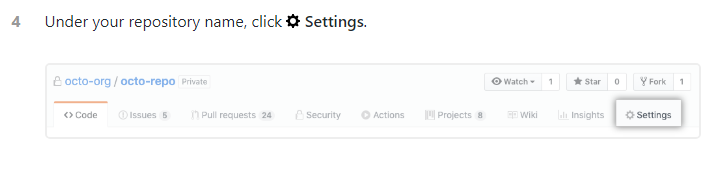 4 Under your repository name, click Settings.
octo-org / octo-repo Private Watch 1 Star 0 Fork 1
<> Code Issues 5 Pull requests 24 Security Actions Projects 8 Wiki Insights Settings